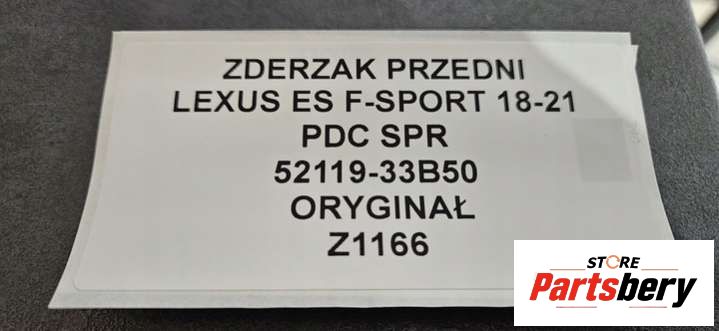 ZDERZAK PRZEDNI
LEXUS ES F-SPORT 18-21
PDC SPR
52119-33B50
ORYGINAŁ
Z1166
STORE
Partsbery